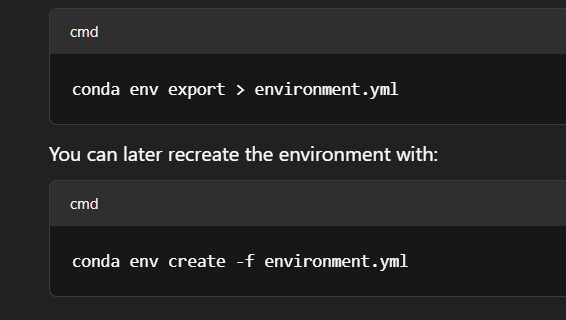 cmd
conda env export > environment.yml
You can later recreate the environment with:
cmd
conda env create -f environment.yml